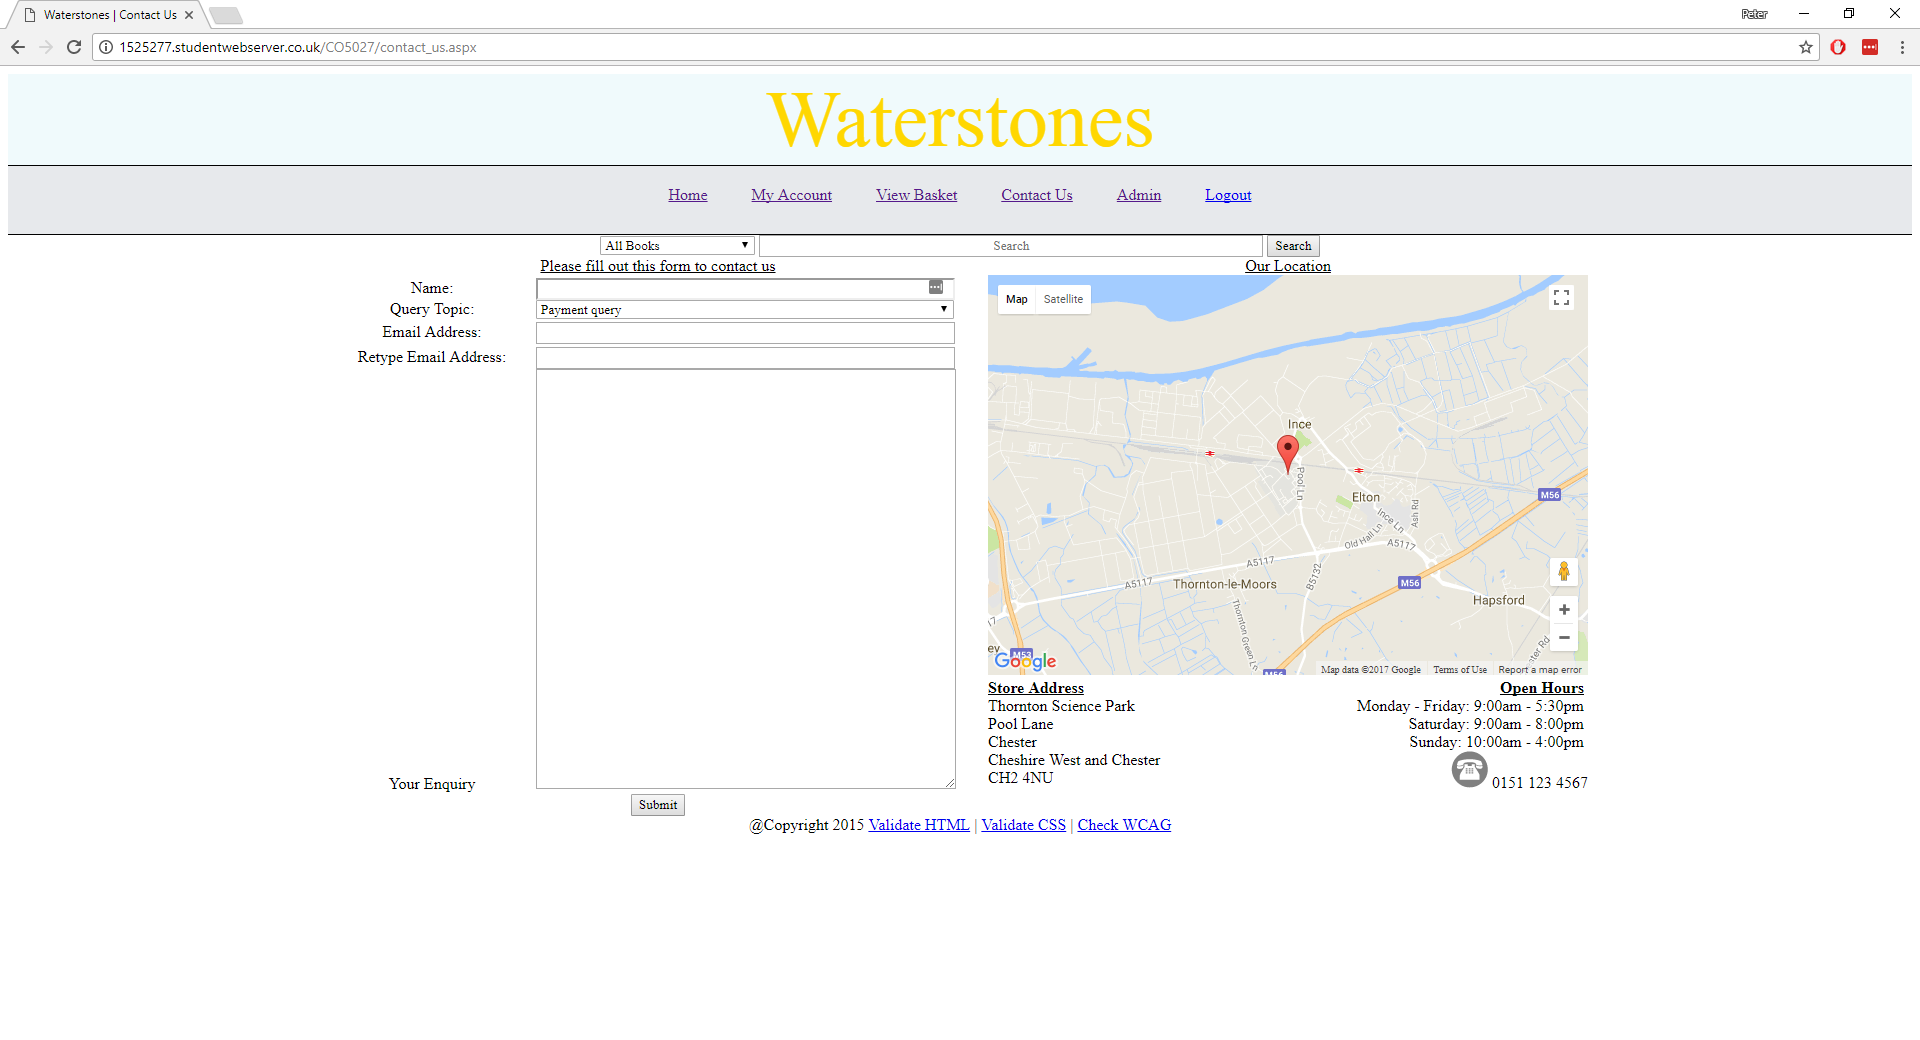 Waterstones | Contact Us
Peter
1525277.studentwebserver.co.uk/CO5027/contact_us.aspx
Waterstones
Home My Account View Basket Contact Us Admin Logout
All Books Search Search
Please fill out this form to contact us
Name:
Query Topic: Payment query
Email Address:
Retype Email Address:
Your Enquiry
Submit
Our Location
Map Satellite
Ince
Pool Ln
M56
Elton
Ash Rd
Ince Ln
Old Hall Ln
A5117
A5117
A5117
B5132
Thornton-le-Moors
M56
Hapsford
Thornton Green Ln
M53
Google
Map data ©2017 Google Terms of Use Report a map error
Store Address
Thornton Science Park
Pool Lane
Chester
Cheshire West and Chester
CH2 4NU
Open Hours
Monday - Friday: 9:00am - 5:30pm
Saturday: 9:00am - 8:00pm
Sunday: 10:00am - 4:00pm
0151 123 4567
@Copyright 2015 Validate HTML | Validate CSS | Check WCAG